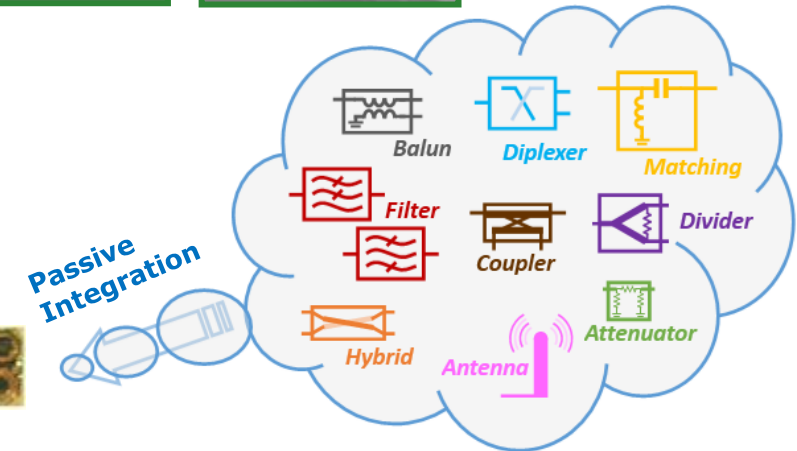 Balun
Diplexer
Matching
Filter
Divider
Coupler
Passive
Integration
Attenuator
Hybrid
Antenna